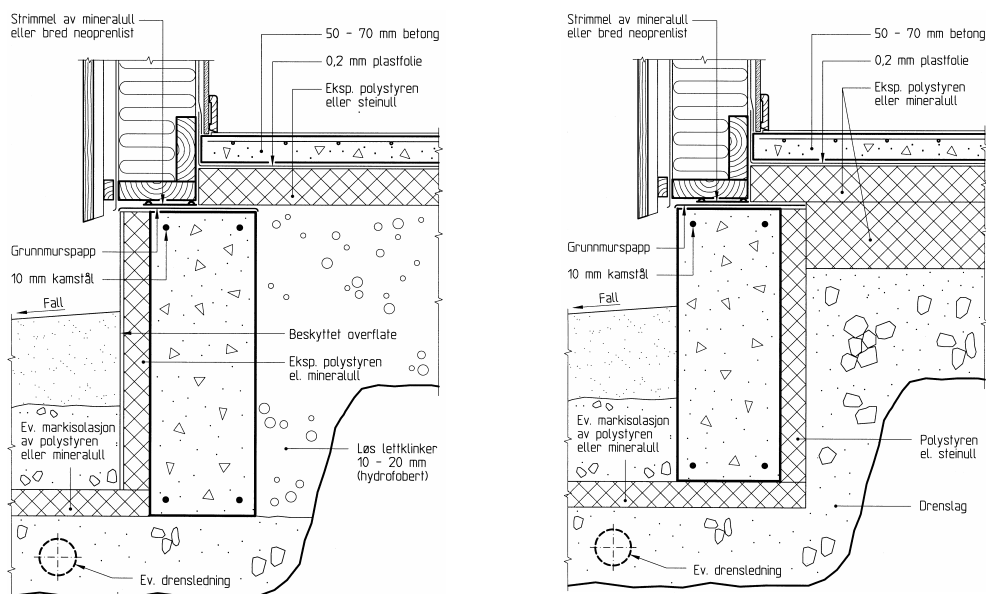 Strimmel av mineralull
eller bred neoprenlist
50 - 70 mm betong
0,2 mm plastfolie
Eksp. polystyren
eller steinull
Grunnmurspapp
10 mm kamstål
Fall
Beskyttet overflate
Eksp. polystyren
el. mineralull
Ev. markisolasjon
av polystyren
eller mineralull
Løs lettklinker
10 - 20 mm
(hydrofobert)
Ev. drensledning
Strimmel av mineralull
eller bred neoprenlist
50 - 70 mm betong
0,2 mm plastfolie
Eksp. polystyren
eller mineralull
Grunnmurspapp
10 mm kamstål
Fall
Ev. markisolasjon
av polystyren
eller mineralull
Polystyren
el. steinull
Drenslag
Ev. drensledning